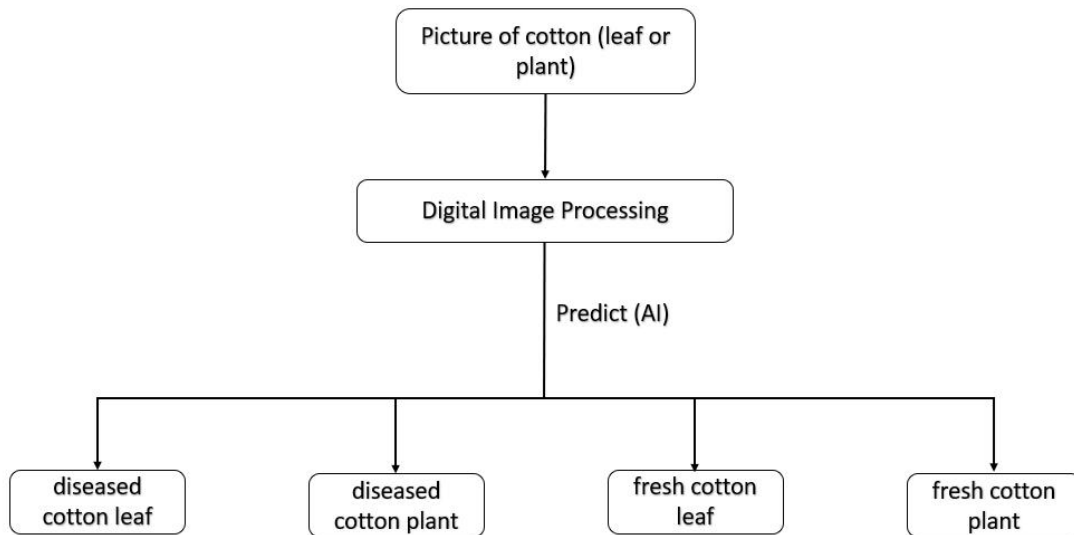 Picture of cotton (leaf or
plant)
Digital Image Processing
Predict (AI)
diseased
cotton leaf
diseased
cotton plant
fresh cotton
leaf
fresh cotton
plant